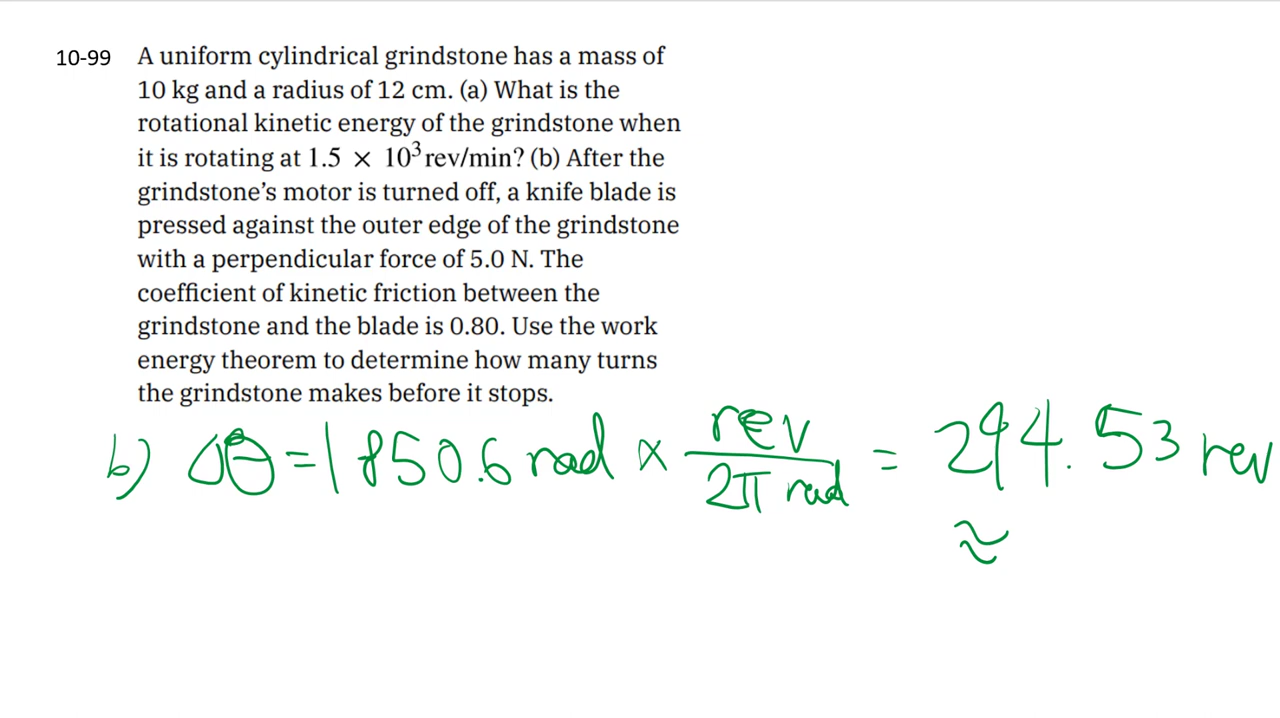 10-99 A uniform cylindrical grindstone has a mass of
10 kg and a radius of 12 cm. (a) What is the
rotational kinetic energy of the grindstone when
it is rotating at 1.5 × 10³ rev/min? (b) After the
grindstone’s motor is turned off, a knife blade is
pressed against the outer edge of the grindstone
with a perpendicular force of 5.0 N. The
coefficient of kinetic friction between the
grindstone and the blade is 0.80. Use the work
energy theorem to determine how many turns
the grindstone makes before it stops.
b) Δθ = 1850.6 rad × rev / 2π rad = 294.53 rev
≈